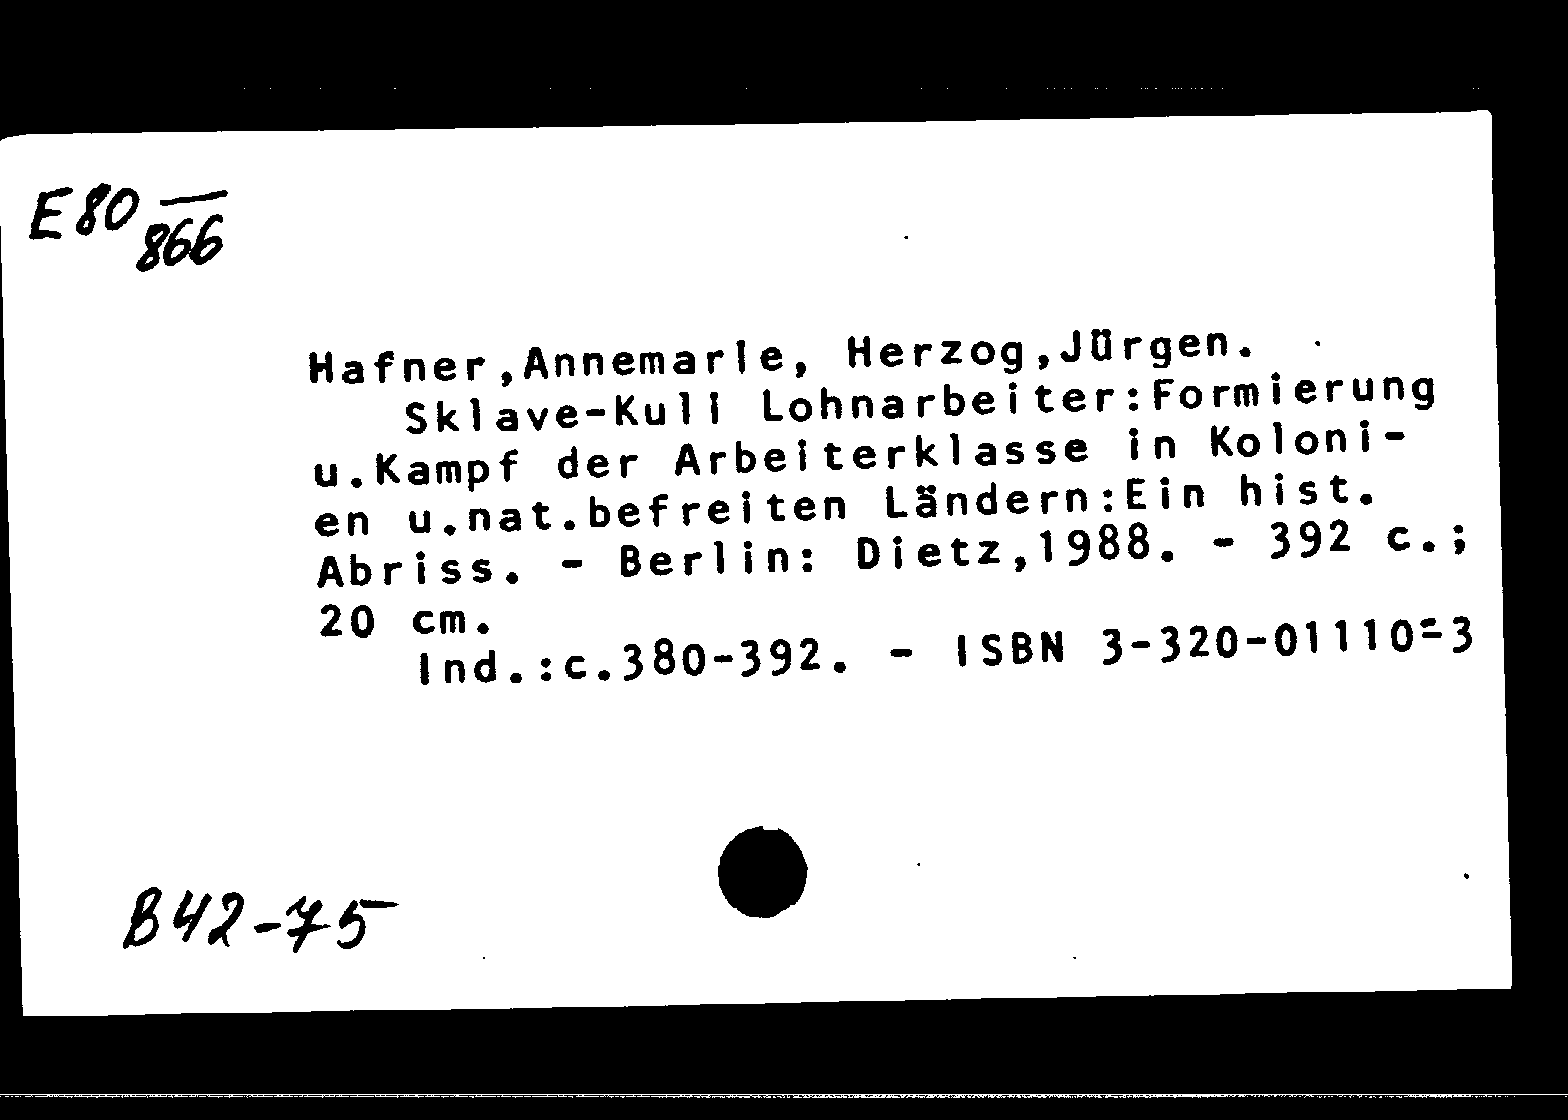 E80 —
866
Hafner,Annemarie, Herzog,Jürgen.
Sklave-Kuli Lohnarbeiter:Formierung
u.Kampf der Arbeiterklasse in Koloni-
en u.nat.befreiten Ländern:Ein hist.
Abriss. - Berlin: Dietz,1988. - 392 c.;
20 cm.
Ind.:c.380-392. - ISBN 3-320-01110-3
B42-75